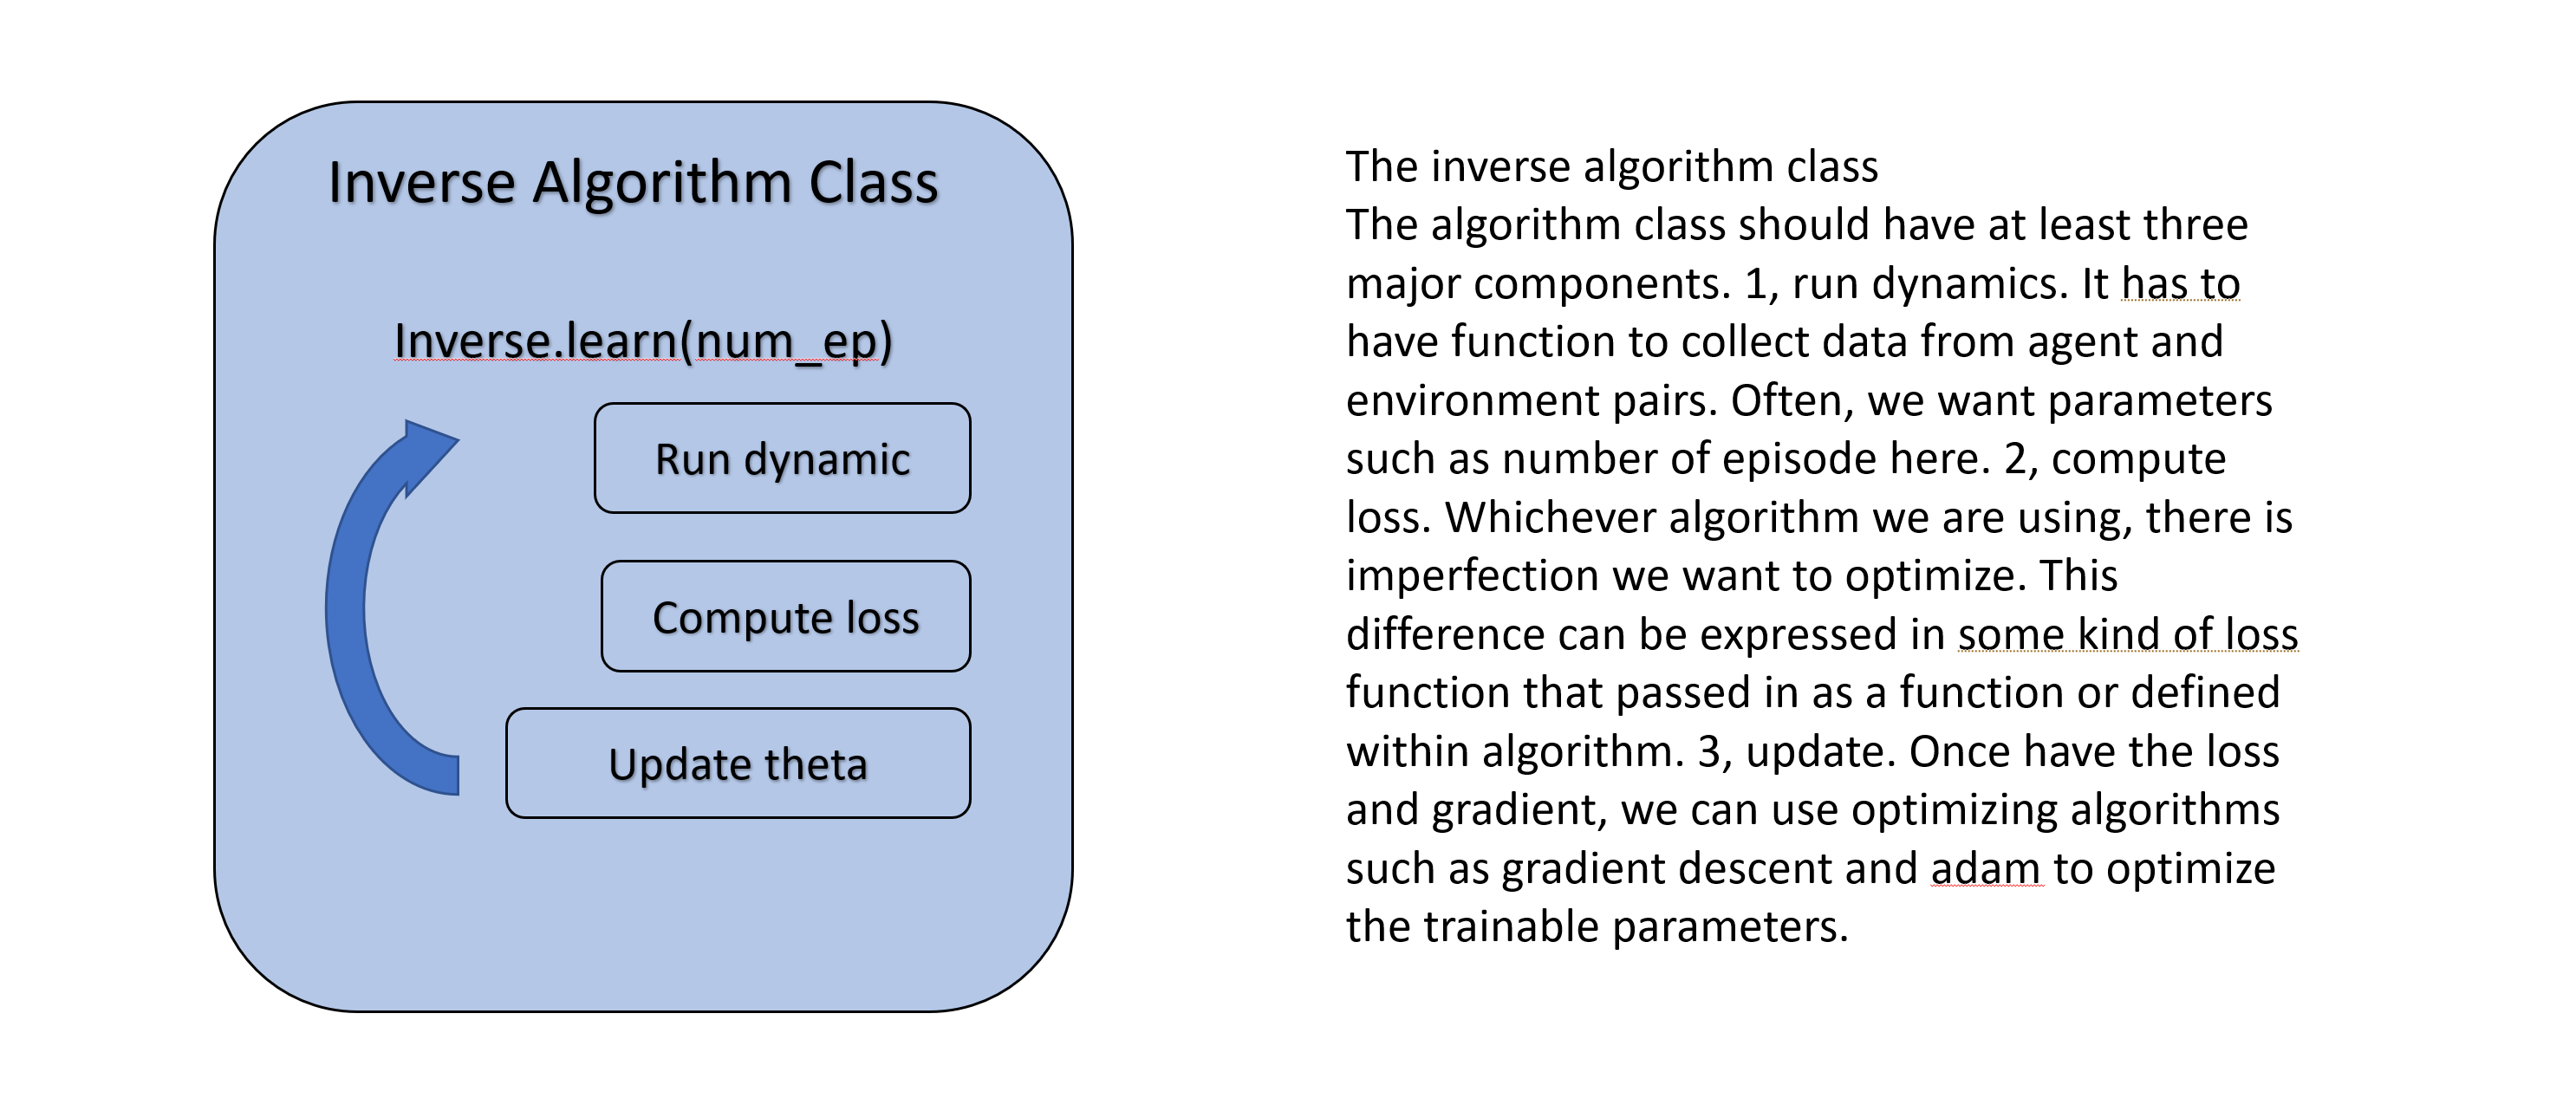 Inverse Algorithm Class
Inverse.learn(num_ep)
Run dynamic
Compute loss
Update theta
The inverse algorithm class
The algorithm class should have at least three
major components. 1, run dynamics. It has to
have function to collect data from agent and
environment pairs. Often, we want parameters
such as number of episode here. 2, compute
loss. Whichever algorithm we are using, there is
imperfection we want to optimize. This
difference can be expressed in some kind of loss
function that passed in as a function or defined
within algorithm. 3, update. Once have the loss
and gradient, we can use optimizing algorithms
such as gradient descent and adam to optimize
the trainable parameters.